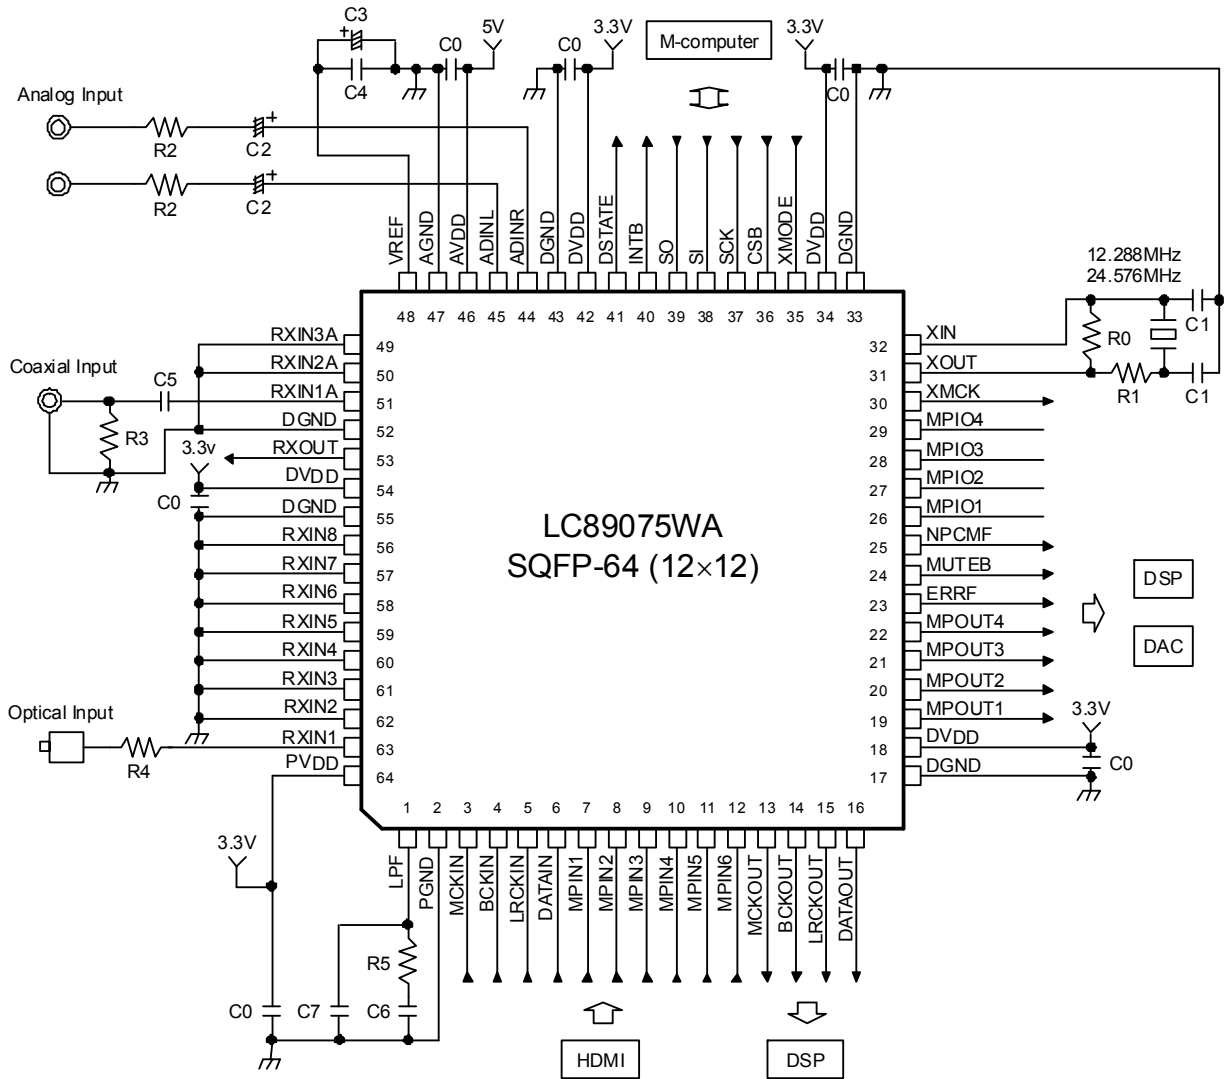 C3
5V
3.3V
M-computer
3.3V
C0
C0
C4
C0
Analog Input
R2
C2
R2
C2
VREF
AGND
AVDD
ADINL
ADINR
DGND
DVDD
DSTATE
INTB
SO
SI
SCK
CSB
XMODE
DVDD
DGND
12.288MHz
24.576MHz
48 47 46 45 44 43 42 41 40 39 38 37 36 35 34 33
RXIN3A 49
RXIN2A 50
RXIN1A 51
DGND 52
RXOUT 53
DVDD 54
DGND 55
RXIN8 56
RXIN7 57
RXIN6 58
RXIN5 59
RXIN4 60
RXIN3 61
RXIN2 62
RXIN1 63
PVDD 64
Coaxial Input
C5
R3
3.3v
C0
Optical Input
R4
LC89075WA
SQFP-64 (12×12)
32 XIN
31 XOUT
30 XMCK
29 MPIO4
28 MPIO3
27 MPIO2
26 MPIO1
25 NPCMF
24 MUTEB
23 ERRF
22 MPOUT4
21 MPOUT3
20 MPOUT2
19 MPOUT1
18 DVDD
17 DGND
R0
C1
R1
C1
DSP
DAC
3.3V
C0
1 2 3 4 5 6 7 8 9 10 11 12 13 14 15 16
LPF
PGND
MCKIN
BCKIN
LRCKIN
DATAIN
MPIN1
MPIN2
MPIN3
MPIN4
MPIN5
MPIN6
MCKOUT
BCKOUT
LRCKOUT
DATAOUT
3.3V
R5
C0
C7
C6
HDMI
DSP